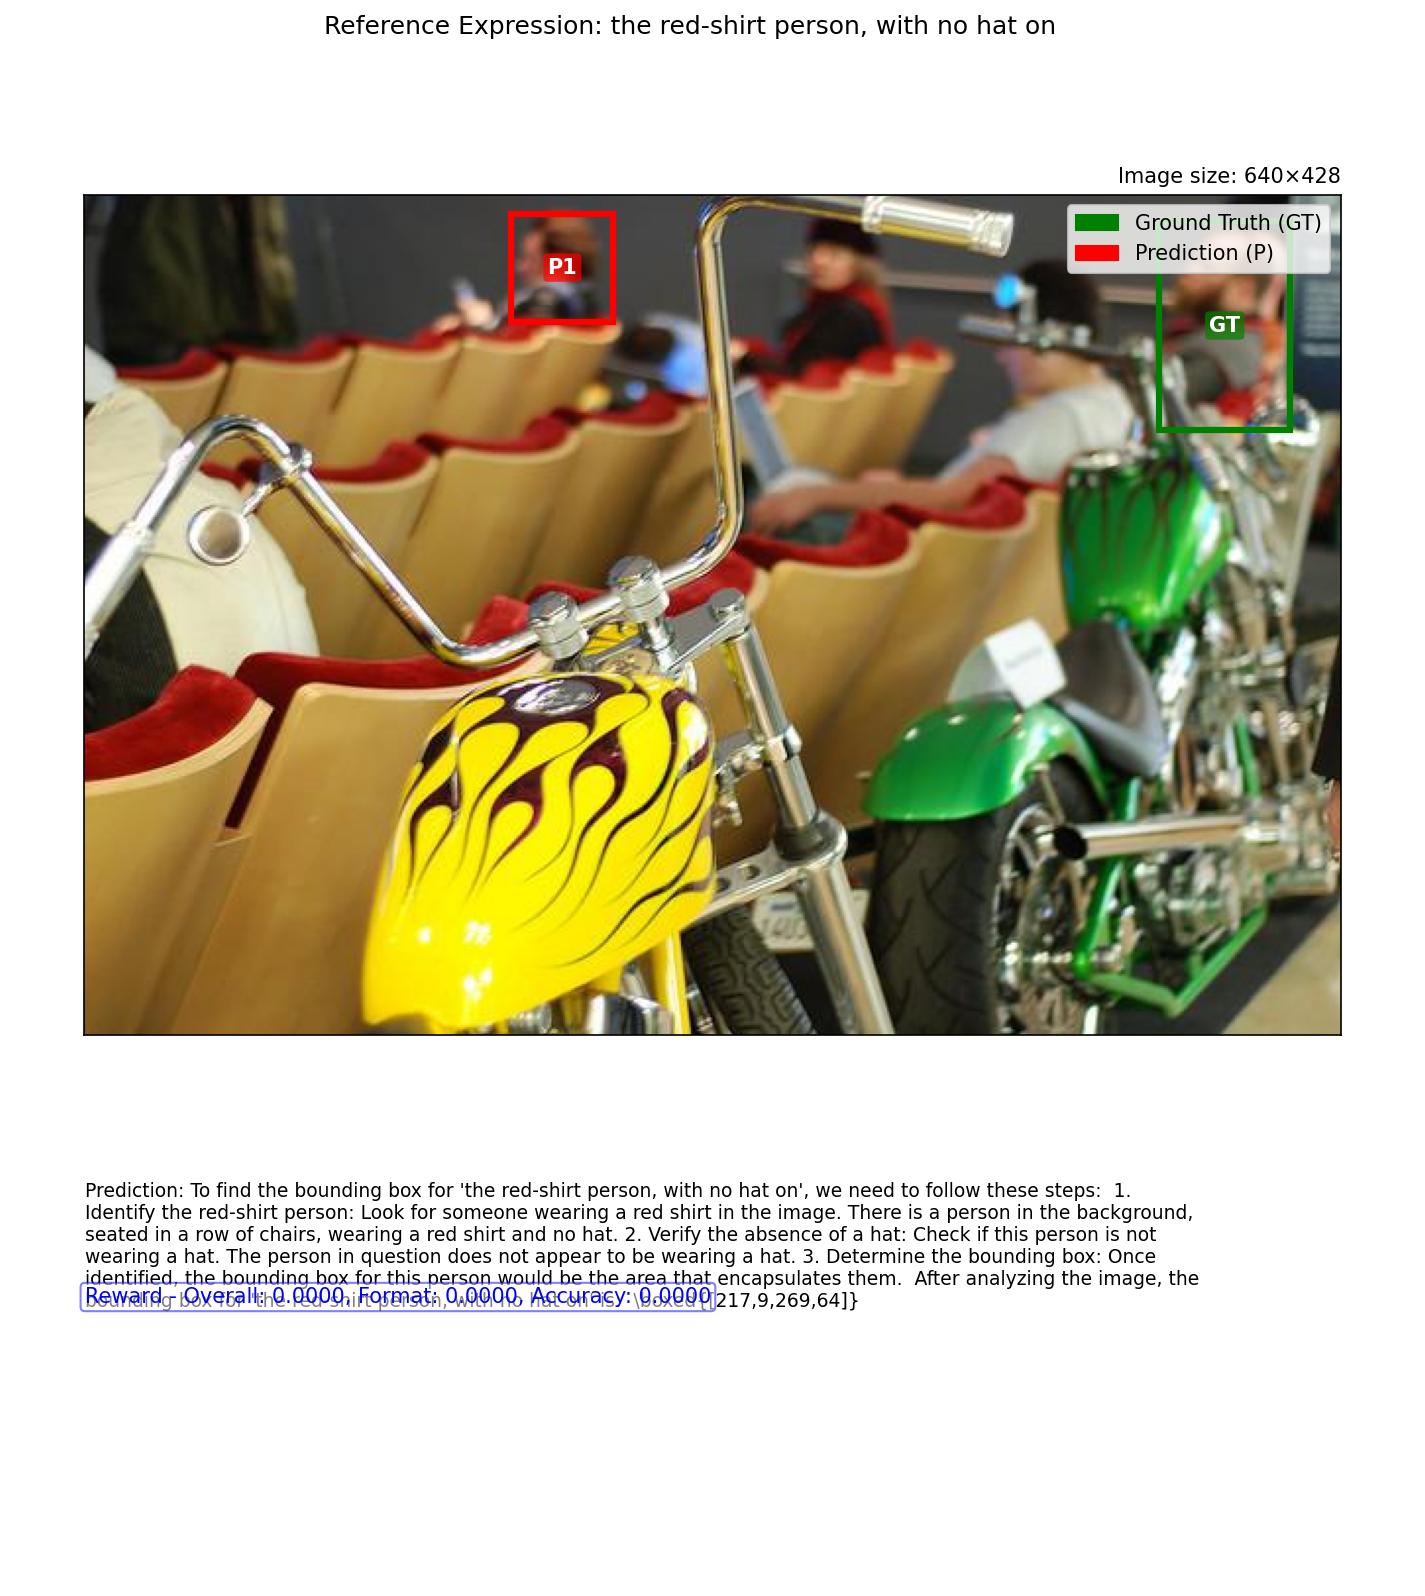 Reference Expression: the red-shirt person, with no hat on
Image size: 640×428
Ground Truth (GT)
Prediction (P)
P1
GT
Prediction: To find the bounding box for 'the red-shirt person, with no hat on', we need to follow these steps:  1.
Identify the red-shirt person: Look for someone wearing a red shirt in the image. There is a person in the background,
seated in a row of chairs, wearing a red shirt and no hat. 2. Verify the absence of a hat: Check if this person is not
wearing a hat. The person in question does not appear to be wearing a hat. 3. Determine the bounding box: Once
identified, the bounding box for this person would be the area that encapsulates them.  After analyzing the image, the
Reward - Overall: 0.0000, Format: 0.0000, Accuracy: 0.0000
bounding box for 'the red-shirt person, with no hat on' is:  \boxed{[217,9,269,64]}